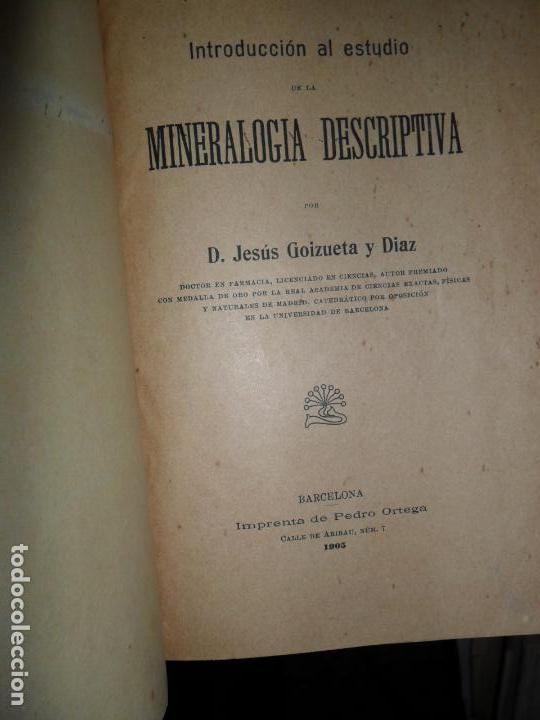 Introducción al estudio
DE LA
MINERALOGIA DESCRIPTIVA
POR
D. Jesús Goizueta y Diaz
DOCTOR EN FARMACIA, LICENCIADO EN CIENCIAS, AUTOR PREMIADO
CON MEDALLA DE ORO POR LA REAL ACADEMIA DE CIENCIAS EXACTAS, FÍSICAS
Y NATURALES DE MADRID, CATEDRÁTICO POR OPOSICIÓN
EN LA UNIVERSIDAD DE BARCELONA
BARCELONA
Imprenta de Pedro Ortega
CALLE DE ARIBAU, NÚM. 7
1905
todocoleccion.net